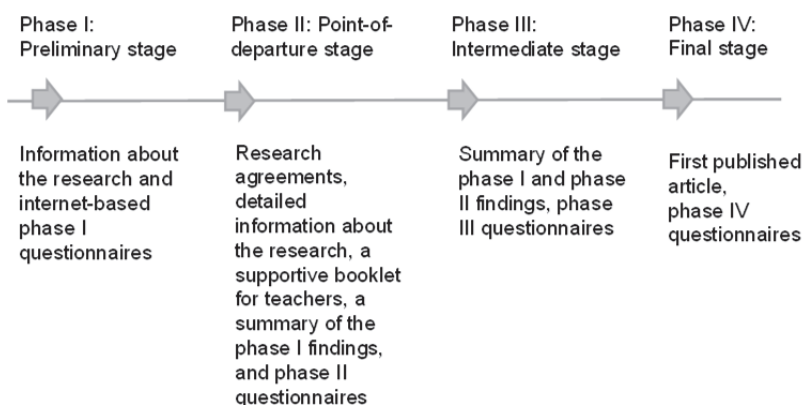 Phase I:
Preliminary stage
Phase II: Point-of-
departure stage
Phase III:
Intermediate stage
Phase IV:
Final stage
Information about
the research and
internet-based
phase I
questionnaires
Research
agreements,
detailed
information about
the research, a
supportive booklet
for teachers, a
summary of the
phase I findings,
and phase II
questionnaires
Summary of the
phase I and phase
II findings, phase
III questionnaires
First published
article,
phase IV
questionnaires